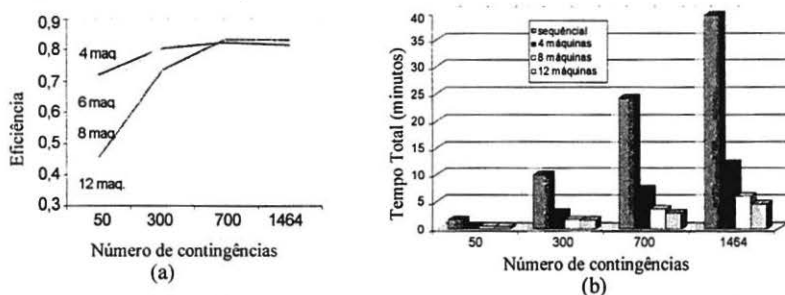 0,9
0,8
0,7
0,6
0,5
0,4
0,3
Eficiência
4 maq.
6 maq
8 maq
12 maq.
50 300 700 1464
Número de contingências
(a)
40
35
30
25
20
15
10
5
0
Tempo Total (minutos)
sequêncial
4 máquinas
8 máquinas
12 máquinas
50 300 700 1464
Número de contingências
(b)